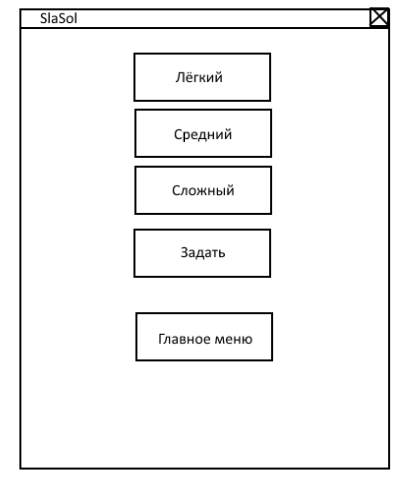 SlaSol
Лёгкий
Средний
Сложный
Задать
Главное меню